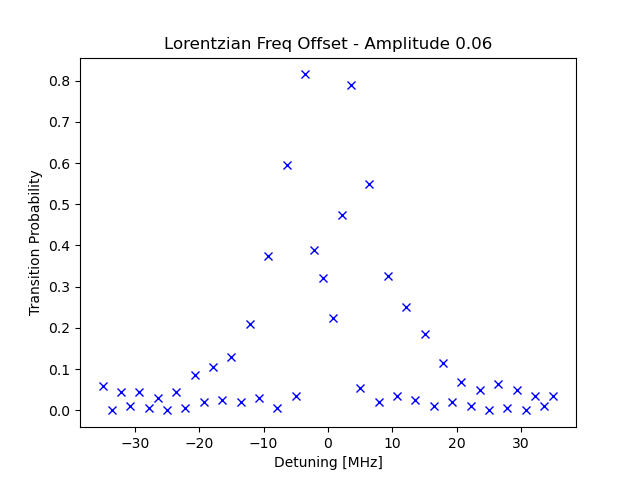 Lorentzian Freq Offset - Amplitude 0.06
Transition Probability
0.8
0.7
0.6
0.5
0.4
0.3
0.2
0.1
0.0
−30 −20 −10 0 10 20 30
Detuning [MHz]